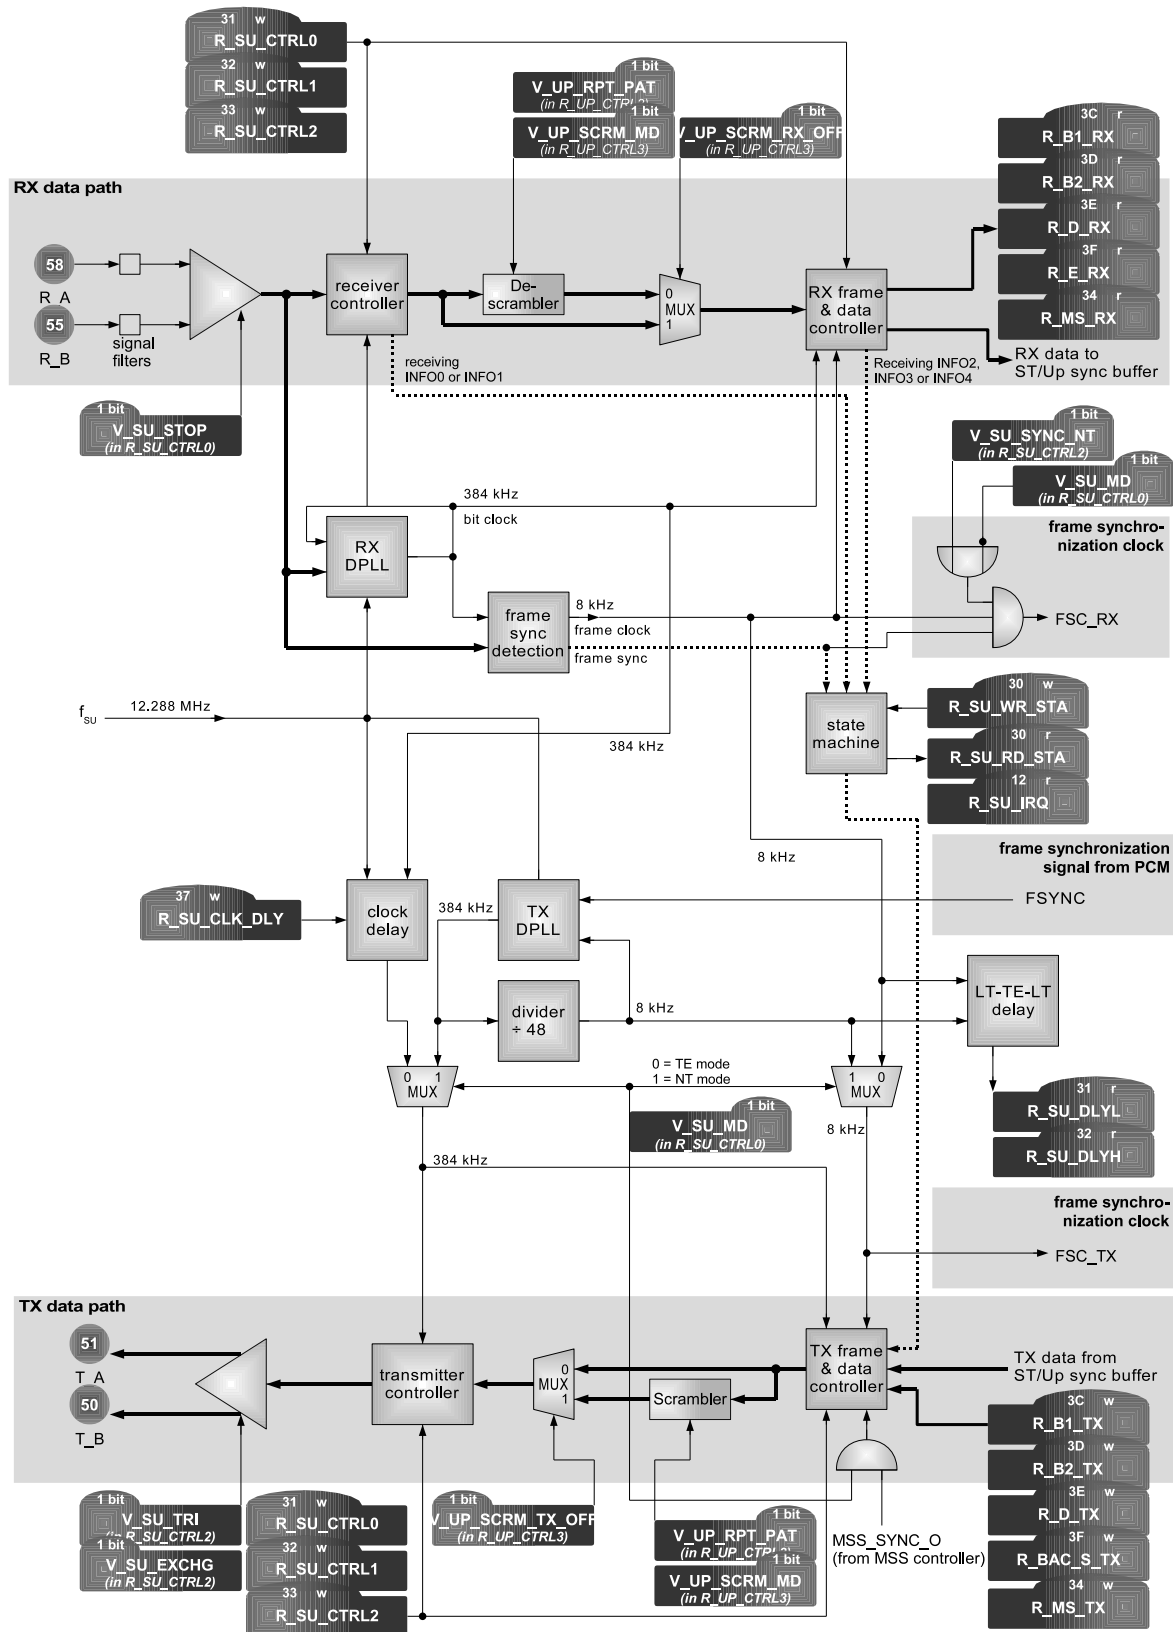 31 w
R_SU_CTRL0
32 w
R_SU_CTRL1
33 w
R_SU_CTRL2
1 bit
V_UP_RPT_PAT
(in R_UP_CTRL3)
1 bit
V_UP_SCRM_MD
(in R_UP_CTRL3)
1 bit
V_UP_SCRM_RX_OFF
(in R_UP_CTRL3)
3C r
R_B1_RX
3D r
R_B2_RX
3E r
R_D_RX
3F r
R_E_RX
34 r
R_MS_RX
RX data path
58
R_A
55
R_B
signal
filters
receiver
controller
De-
scrambler
0
MUX
1
RX frame
& data
controller
RX data to
ST/Up sync buffer
receiving
INFO0 or INFO1
Receiving INFO2,
INFO3 or INFO4
1 bit
V_SU_STOP
(in R_SU_CTRL0)
1 bit
V_SU_SYNC_NT
(in R_SU_CTRL2)
1 bit
V_SU_MD
(in R_SU_CTRL0)
384 kHz
bit clock
RX
DPLL
frame synchro-
nization clock
frame
sync
detection
8 kHz
frame clock
frame sync
FSC_RX
f SU
12.288 MHz
384 kHz
state
machine
30 w
R_SU_WR_STA
30 r
R_SU_RD_STA
12 r
R_SU_IRQ
8 kHz
frame synchronization
signal from PCM
FSYNC
37 w
R_SU_CLK_DLY
clock
delay
384 kHz
TX
DPLL
divider
÷ 48
8 kHz
LT-TE-LT
delay
0 1
MUX
0 = TE mode
1 = NT mode
1 0
MUX
1 bit
V_SU_MD
(in R_SU_CTRL0)
8 kHz
31 r
R_SU_DLYL
32 r
R_SU_DLYH
384 kHz
frame synchro-
nization clock
FSC_TX
TX data path
51
T_A
50
T_B
transmitter
controller
0
MUX
1
Scrambler
TX frame
& data
controller
TX data from
ST/Up sync buffer
3C w
R_B1_TX
3D w
R_B2_TX
3E w
R_D_TX
3F w
R_BAC_S_TX
34 w
R_MS_TX
1 bit
V_SU_TRI
(in R_SU_CTRL2)
1 bit
V_SU_EXCHG
(in R_SU_CTRL2)
31 w
R_SU_CTRL0
32 w
R_SU_CTRL1
33 w
R_SU_CTRL2
1 bit
V_UP_SCRM_TX_OFF
(in R_UP_CTRL3)
1 bit
V_UP_RPT_PAT
(in R_UP_CTRL3)
1 bit
V_UP_SCRM_MD
(in R_UP_CTRL3)
MSS_SYNC_O
(from MSS controller)